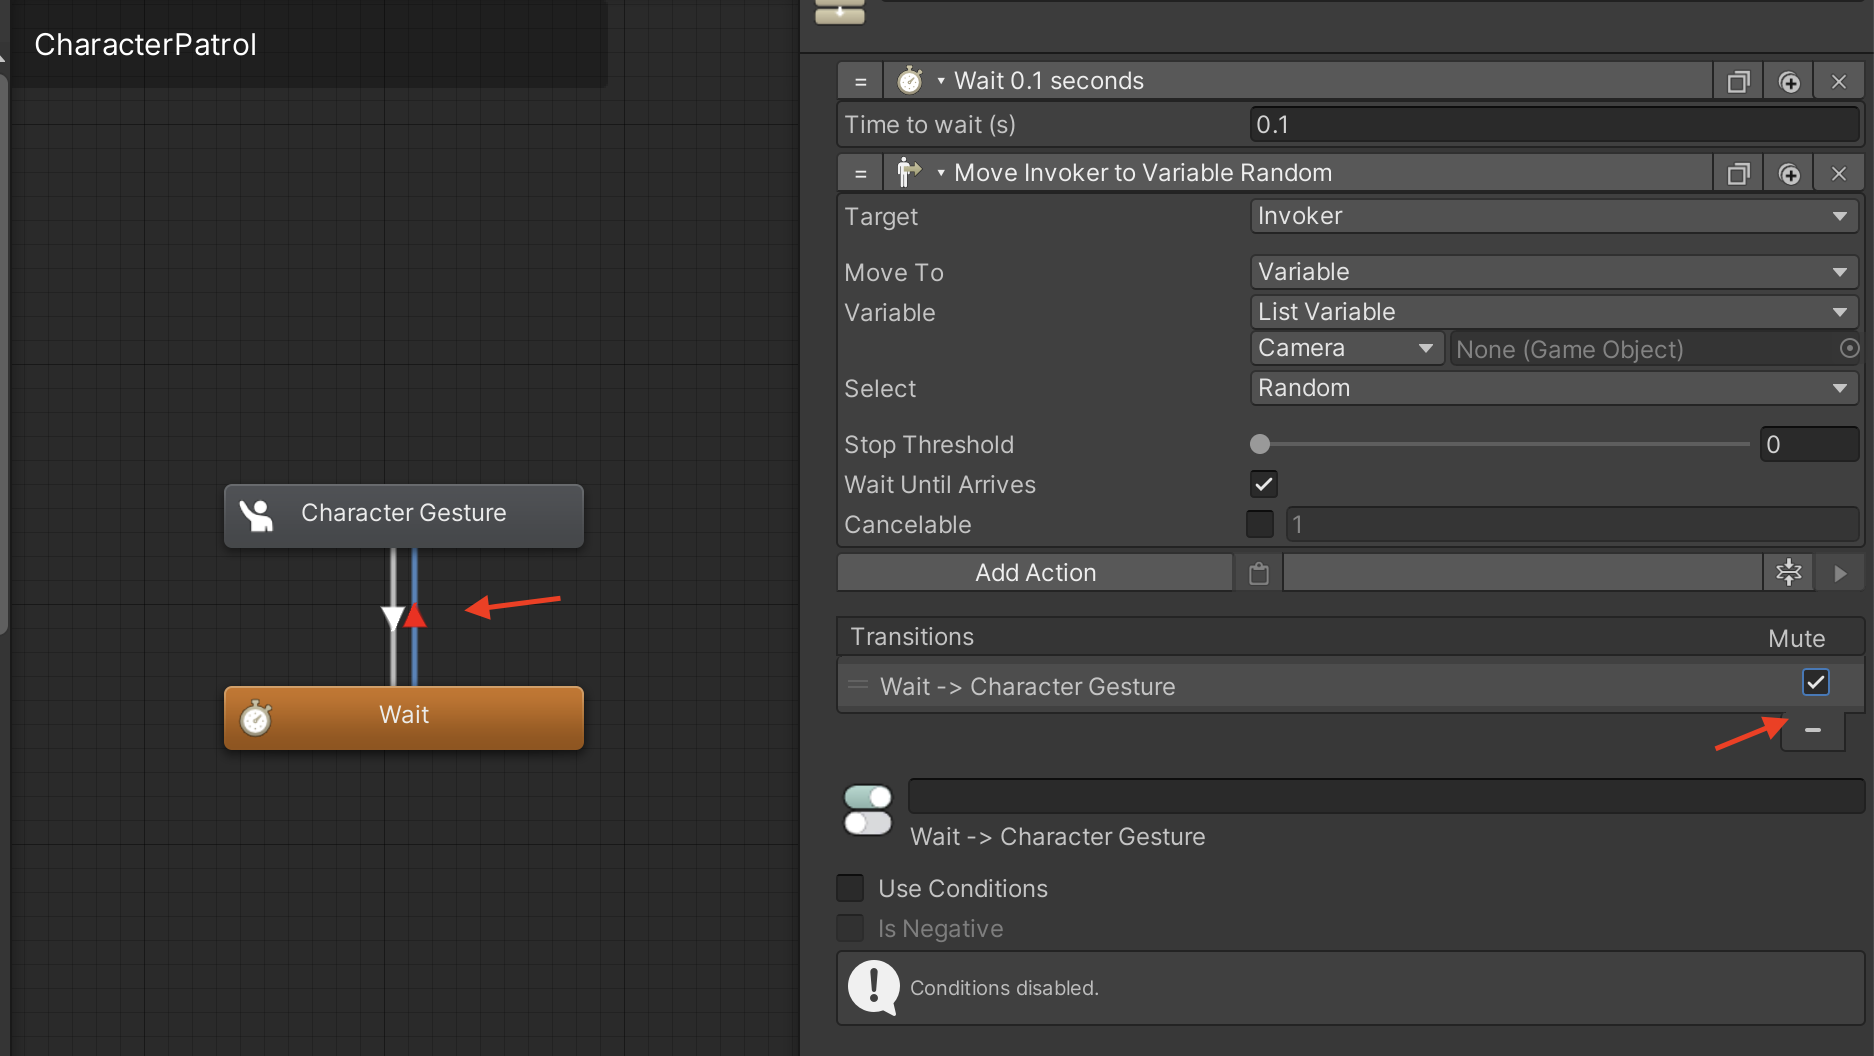 CharacterPatrol
Character Gesture
Wait
= Wait 0.1 seconds
Time to wait (s) 0.1
= Move Invoker to Variable Random
Target Invoker
Move To Variable
Variable List Variable
Camera None (Game Object)
Select Random
Stop Threshold 0
Wait Until Arrives
Cancelable 1
Add Action
Transitions Mute
Wait -> Character Gesture
Wait -> Character Gesture
Use Conditions
Is Negative
Conditions disabled.